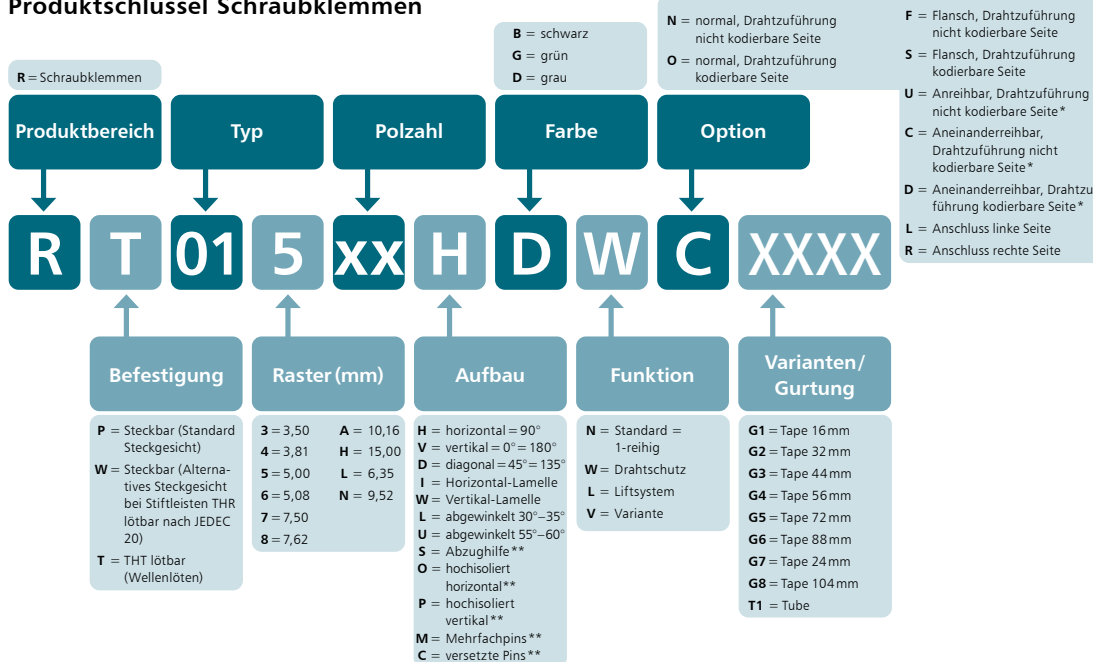 Produktschlüssel Schraubklemmen
R = Schraubklemmen
B = schwarz
G = grün
D = grau
N = normal, Drahtzuführung
nicht kodierbare Seite
O = normal, Drahtzuführung
kodierbare Seite
F = Flansch, Drahtzuführung
nicht kodierbare Seite
S = Flansch, Drahtzuführung
kodierbare Seite
U = Anreihbar, Drahtzuführung
nicht kodierbare Seite*
C = Aneinanderreihbar,
Drahtzuführung nicht
kodierbare Seite*
D = Aneinanderreihbar, Drahtzu
führung kodierbare Seite*
L = Anschluss linke Seite
R = Anschluss rechte Seite
Produktbereich
Typ
Polzahl
Farbe
Option
R T 01 5 xx H D W C XXXX
Befestigung
P = Steckbar (Standard
Steckgesicht)
W = Steckbar (Alterna-
tives Steckgesicht
bei Stiftleisten THR
lötbar nach JEDEC
20)
T = THT lötbar
(Wellenlöten)
Raster (mm)
3 = 3,50
4 = 3,81
5 = 5,00
6 = 5,08
7 = 7,50
8 = 7,62
A = 10,16
H = 15,00
L = 6,35
N = 9,52
Aufbau
H = horizontal = 90°
V = vertikal = 0° = 180°
D = diagonal = 45° = 135°
I = Horizontal-Lamelle
W = Vertikal-Lamelle
L = abgewinkelt 30°–35°
U = abgewinkelt 55°–60°
S = Abzughilfe**
O = hochisoliert
horizontal**
P = hochisoliert
vertikal**
M = Mehrfachpins**
C = versetzte Pins**
Funktion
N = Standard =
1-reihig
W = Drahtschutz
L = Liftsystem
V = Variante
Varianten/
Gurtung
G1 = Tape 16 mm
G2 = Tape 32 mm
G3 = Tape 44 mm
G4 = Tape 56 mm
G5 = Tape 72 mm
G6 = Tape 88 mm
G7 = Tape 24 mm
G8 = Tape 104 mm
T1 = Tube